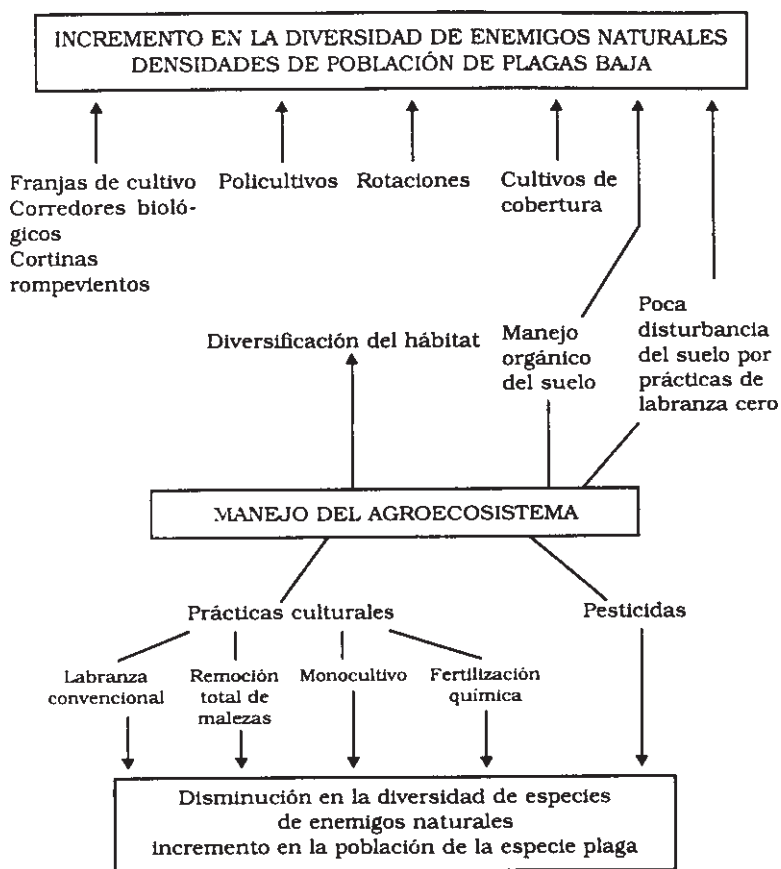 INCREMENTO EN LA DIVERSIDAD DE ENEMIGOS NATURALES
DENSIDADES DE POBLACIÓN DE PLAGAS BAJA
Franjas de cultivo
Corredores bioló-
gicos
Cortinas
rompevientos
Policultivos
Rotaciones
Cultivos de
cobertura
Diversificación del hábitat
Manejo
orgánico
del suelo
Poca
disturbancia
del suelo por
prácticas de
labranza cero
MANEJO DEL AGROECOSISTEMA
Prácticas culturales
Pesticidas
Labranza
convencional
Remoción
total de
malezas
Monocultivo
Fertilización
química
Disminución en la diversidad de especies
de enemigos naturales
incremento en la población de la especie plaga